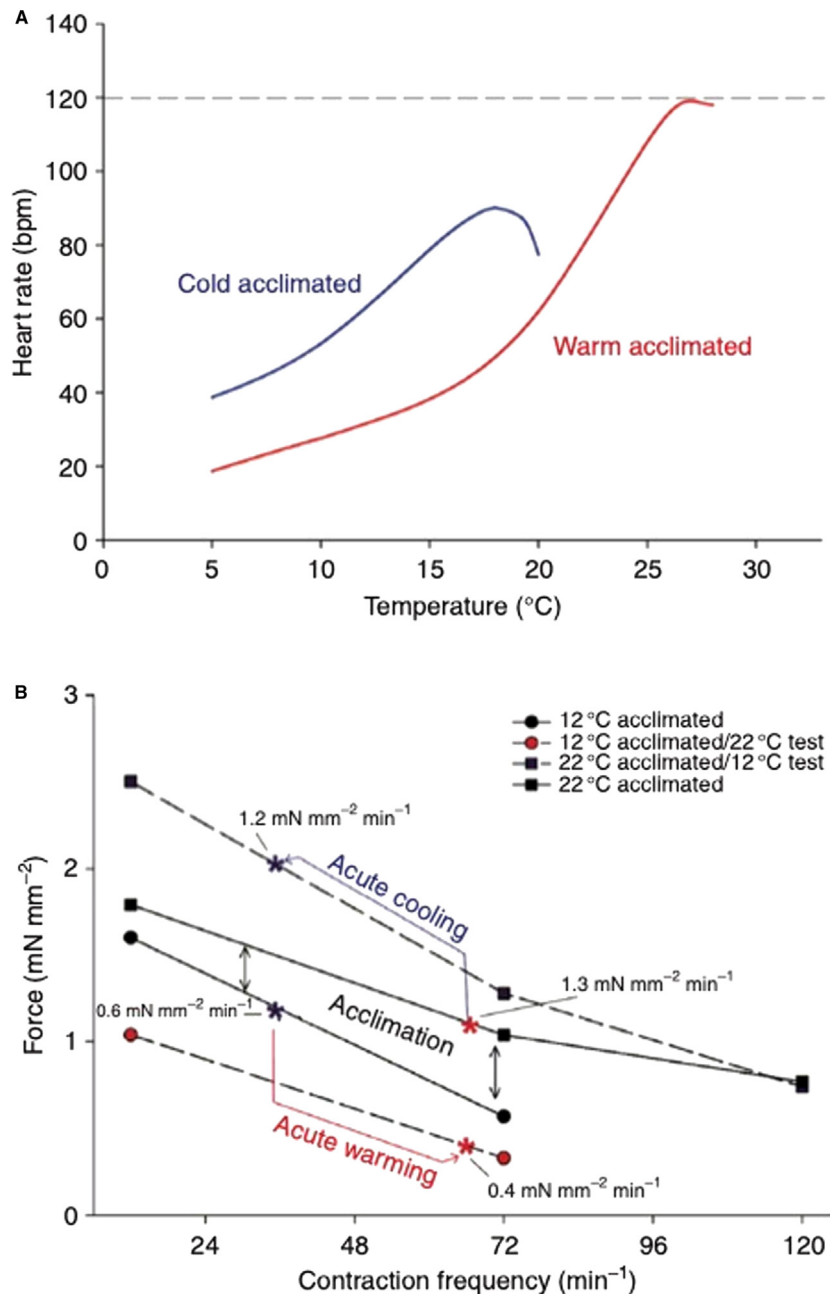 A
140
120
100
80
60
40
20
0
Heart rate (bpm)
Cold acclimated
Warm acclimated
0 5 10 15 20 25 30
Temperature (°C)
B
3
2
1
0
Force (mN mm⁻²)
12 °C acclimated
12 °C acclimated/22 °C test
22 °C acclimated/12 °C test
22 °C acclimated
1.2 mN mm⁻² min⁻¹
Acute cooling
1.3 mN mm⁻² min⁻¹
0.6 mN mm⁻² min⁻¹
Acclimation
Acute warming
0.4 mN mm⁻² min⁻¹
24 48 72 96 120
Contraction frequency (min⁻¹)